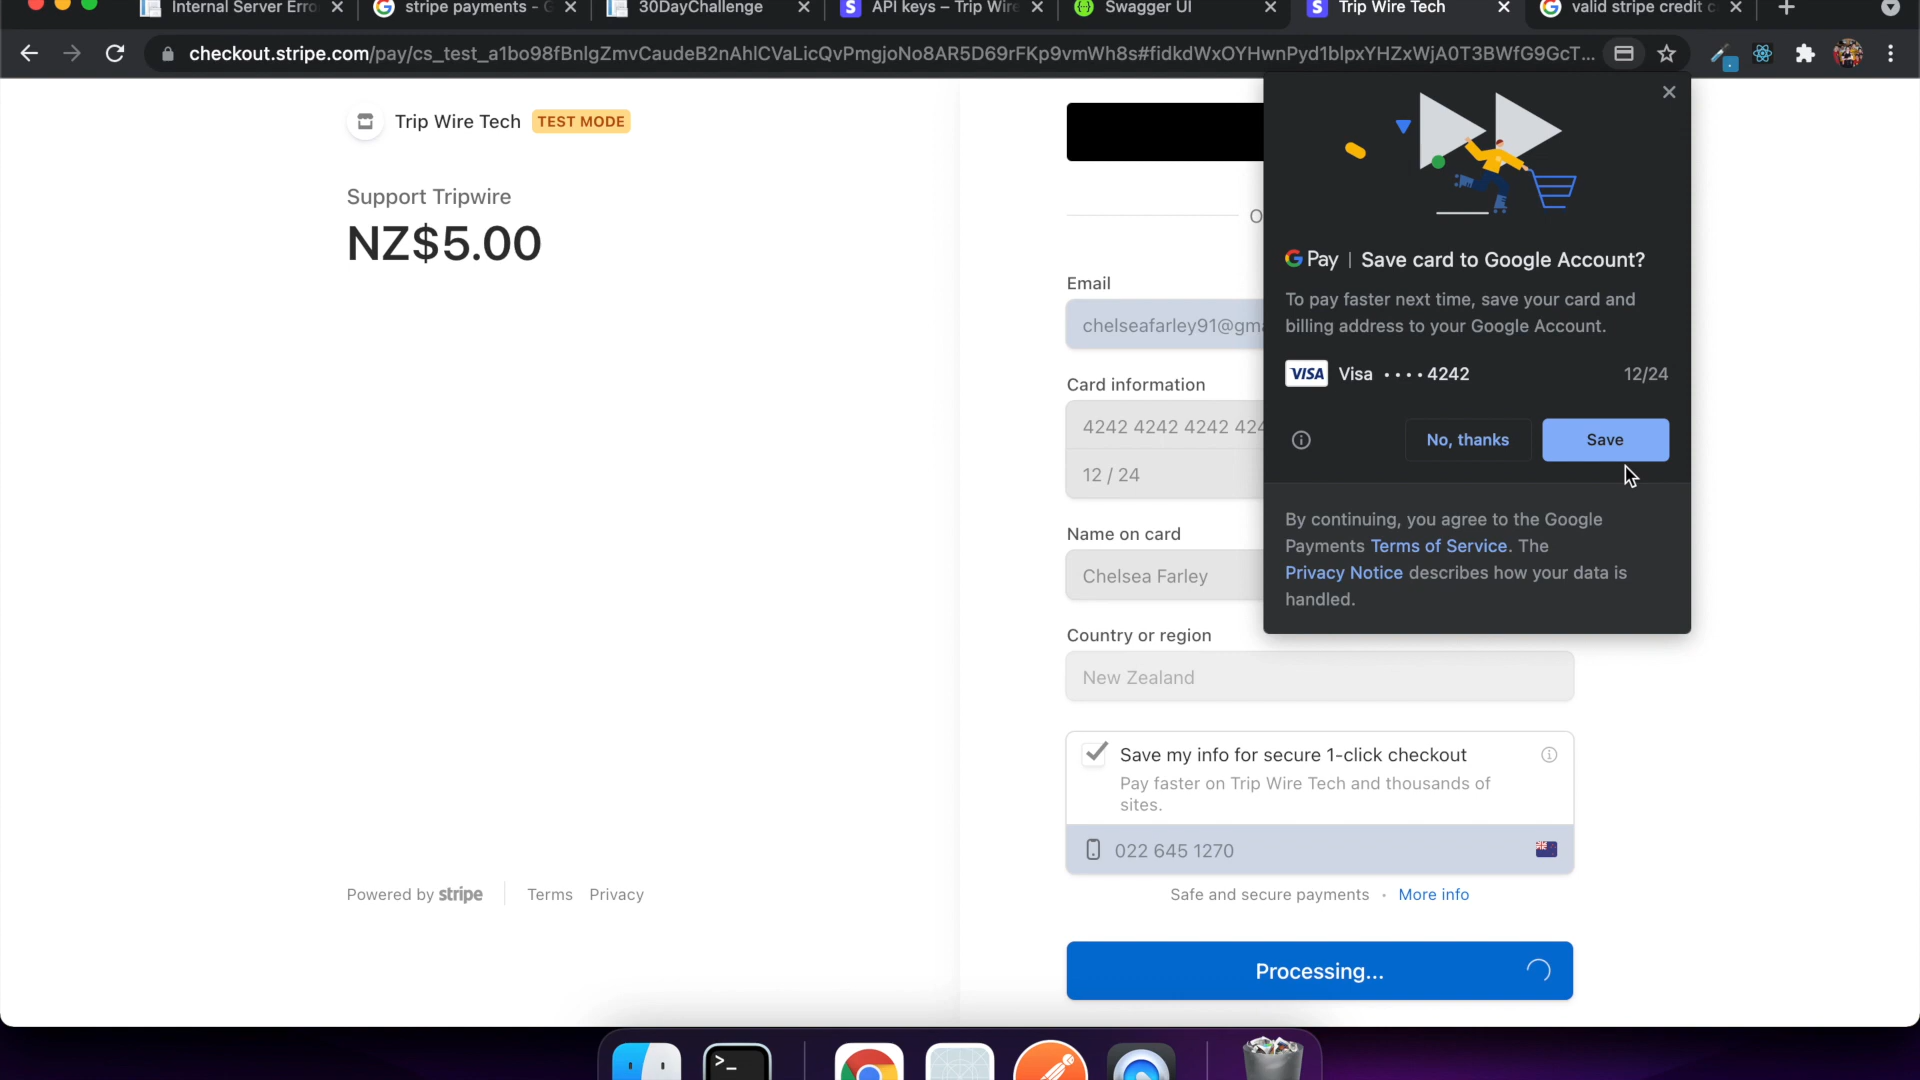 Internal Server Erro
stripe payments - G
30DayChallenge
API keys – Trip Wire
Swagger UI
Trip Wire Tech
valid stripe credit c
checkout.stripe.com/pay/cs_test_a1bo98fBnlgZmvCaudeB2nAhlCVaLicQvPmgjoNo8AR5D69rFKp9vmWh8s#fidkdWxOYHwnPyd1blpxYHZxWjA0T3BWfG9GcT...
Trip Wire Tech TEST MODE
Support Tripwire
NZ$5.00
Powered by stripe
Terms Privacy
O
Email
chelseafarley91@gma
Card information
4242 4242 4242 424
12 / 24
Name on card
Chelsea Farley
Country or region
New Zealand
Save my info for secure 1-click checkout
Pay faster on Trip Wire Tech and thousands of
sites.
022 645 1270
Safe and secure payments · More info
Processing...
G Pay | Save card to Google Account?
To pay faster next time, save your card and
billing address to your Google Account.
VISA Visa ····4242 12/24
No, thanks Save
By continuing, you agree to the Google
Payments Terms of Service. The
Privacy Notice describes how your data is
handled.